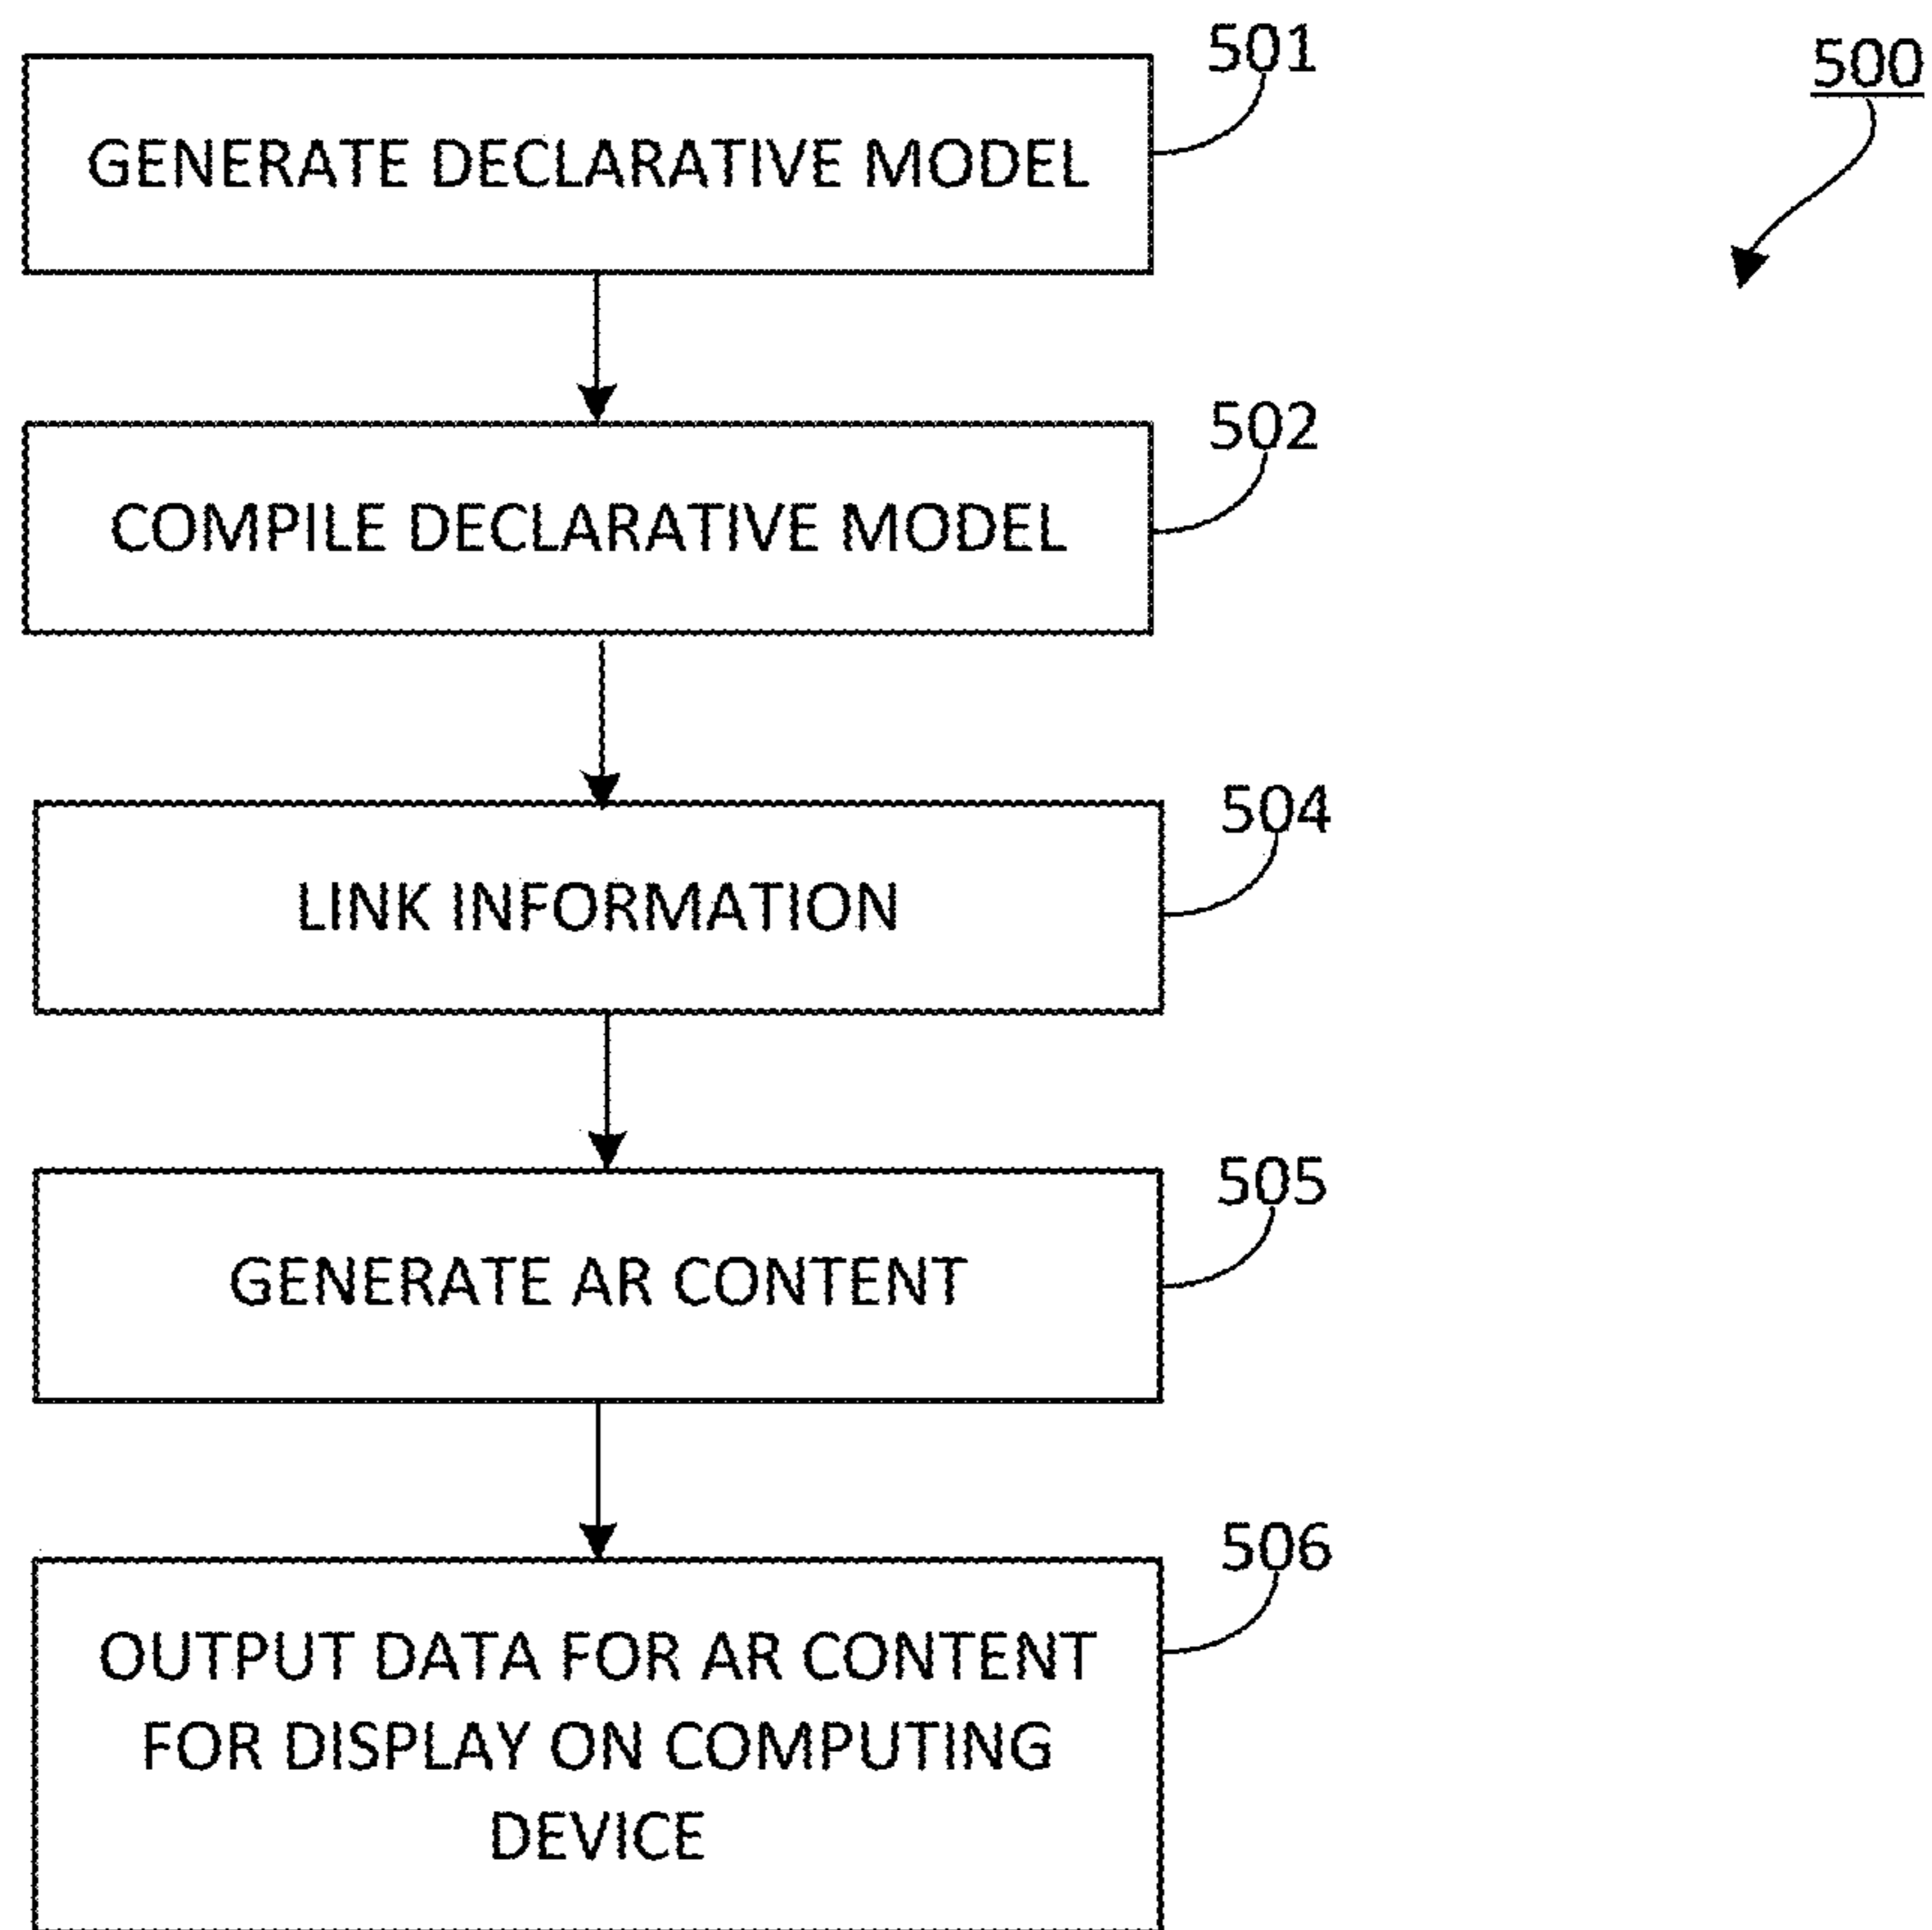 501
500
GENERATE DECLARATIVE MODEL
502
COMPILE DECLARATIVE MODEL
504
LINK INFORMATION
505
GENERATE AR CONTENT
506
OUTPUT DATA FOR AR CONTENT
FOR DISPLAY ON COMPUTING
DEVICE